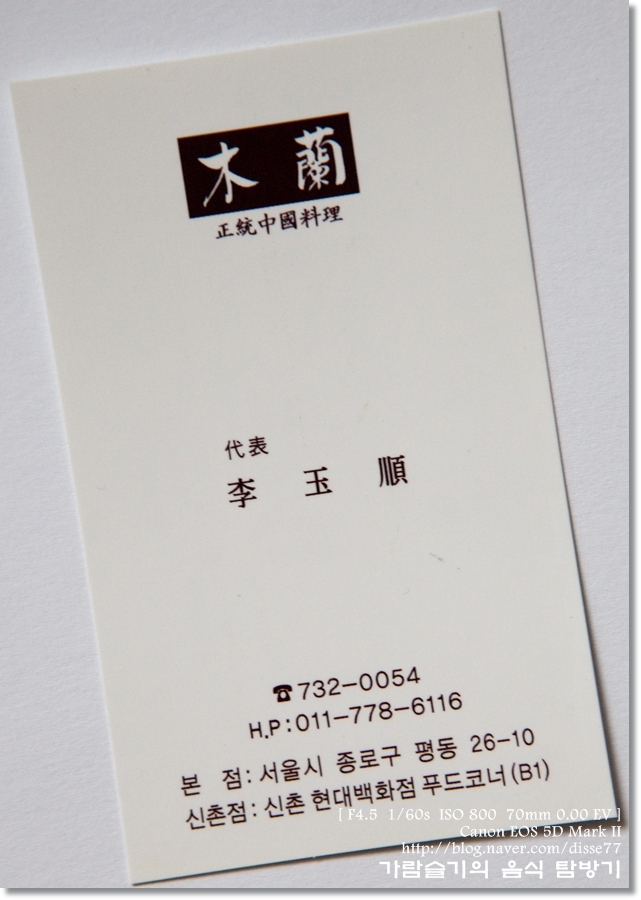 木 蘭
正統中國料理
代表
李 玉 順
☎732-0054
H.P:011-778-6116
본 점: 서울시 종로구 평동 26-10
신촌점: 신촌 현대백화점 푸드코너(B1)
[ F4.5 1/60s ISO 800 70mm 0.00 EV ]
Canon EOS 5D Mark II
http://blog.naver.com/disse77
가람슬기의 음식 탐방기